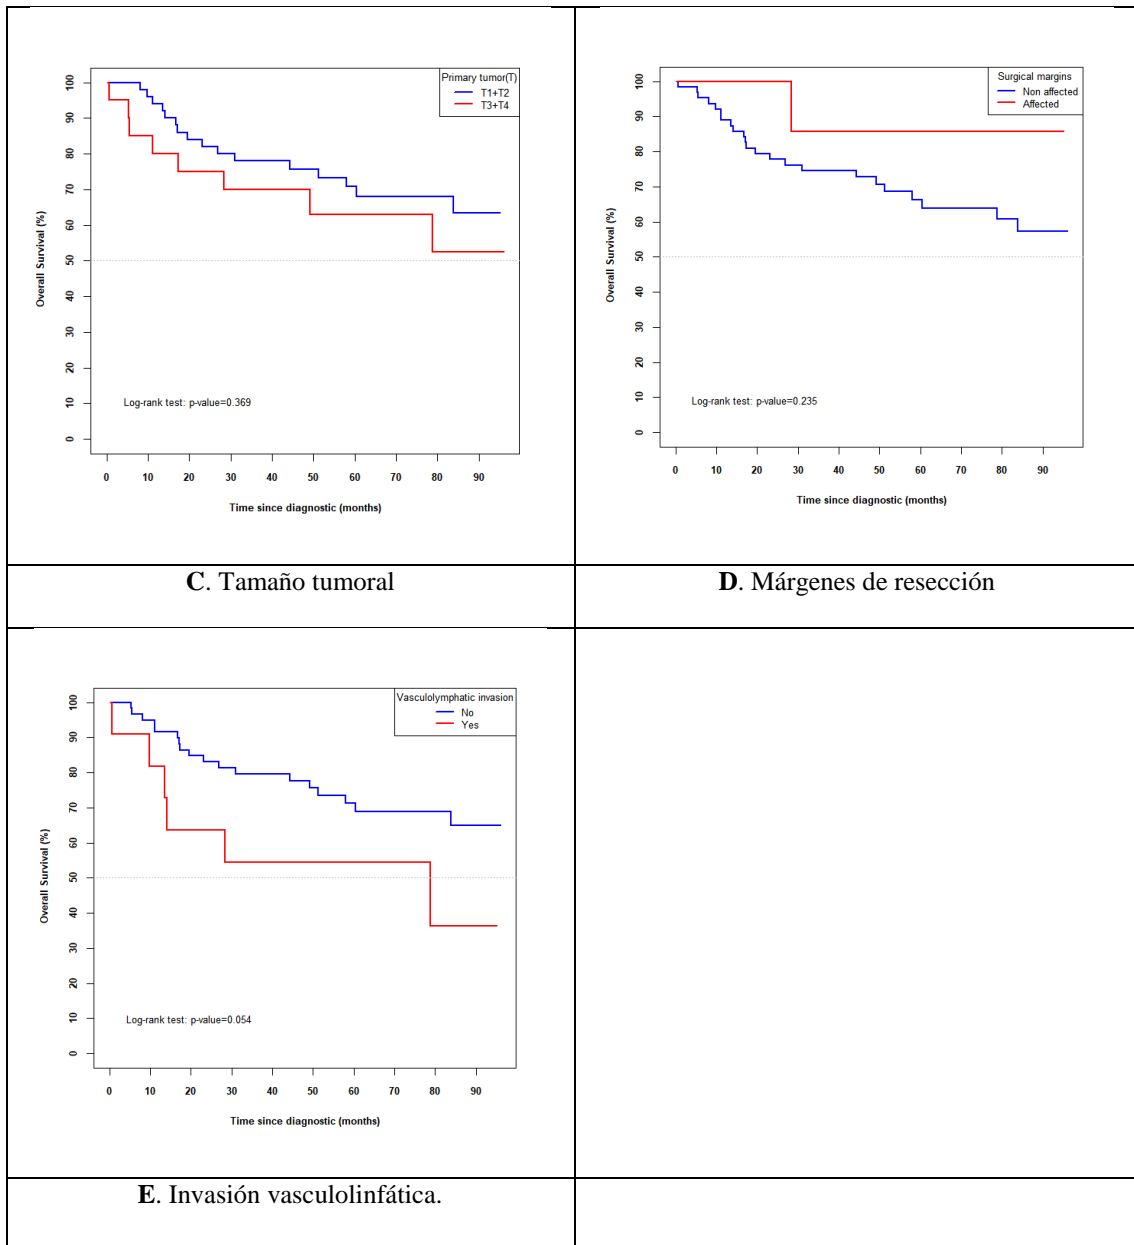 Primary tumor(T)
T1+T2
T3+T4
100
90
80
70
60
50
40
30
20
10
0
Overall Survival (%)
Log-rank test: p-value=0.369
0 10 20 30 40 50 60 70 80 90
Time since diagnostic (months)
Surgical margins
Non affected
Affected
100
90
80
70
60
50
40
30
20
10
0
Overall Survival (%)
Log-rank test: p-value=0.235
0 10 20 30 40 50 60 70 80 90
Time since diagnostic (months)
C. Tamaño tumoral
D. Márgenes de resección
Vasculolymphatic invasion
No
Yes
100
90
80
70
60
50
40
30
20
10
0
Overall Survival (%)
Log-rank test: p-value=0.054
0 10 20 30 40 50 60 70 80 90
Time since diagnostic (months)
E. Invasión vasculolinfática.